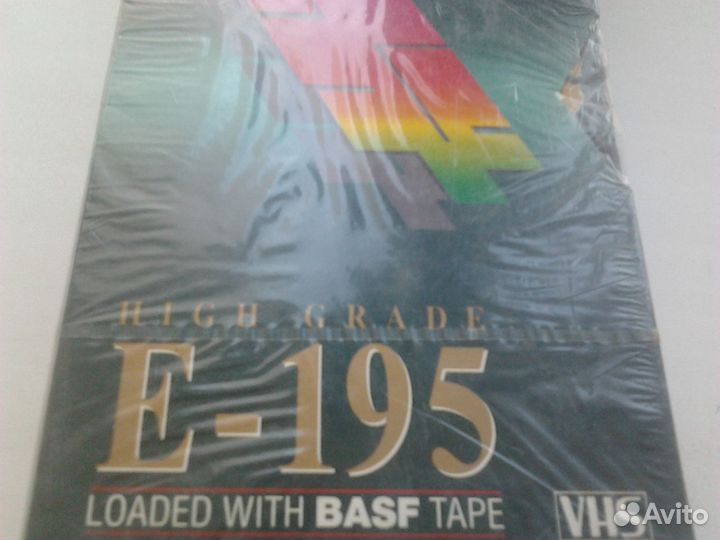 HIGH GRADE
E-195
LOADED WITH BASF TAPE
VHS
Avito